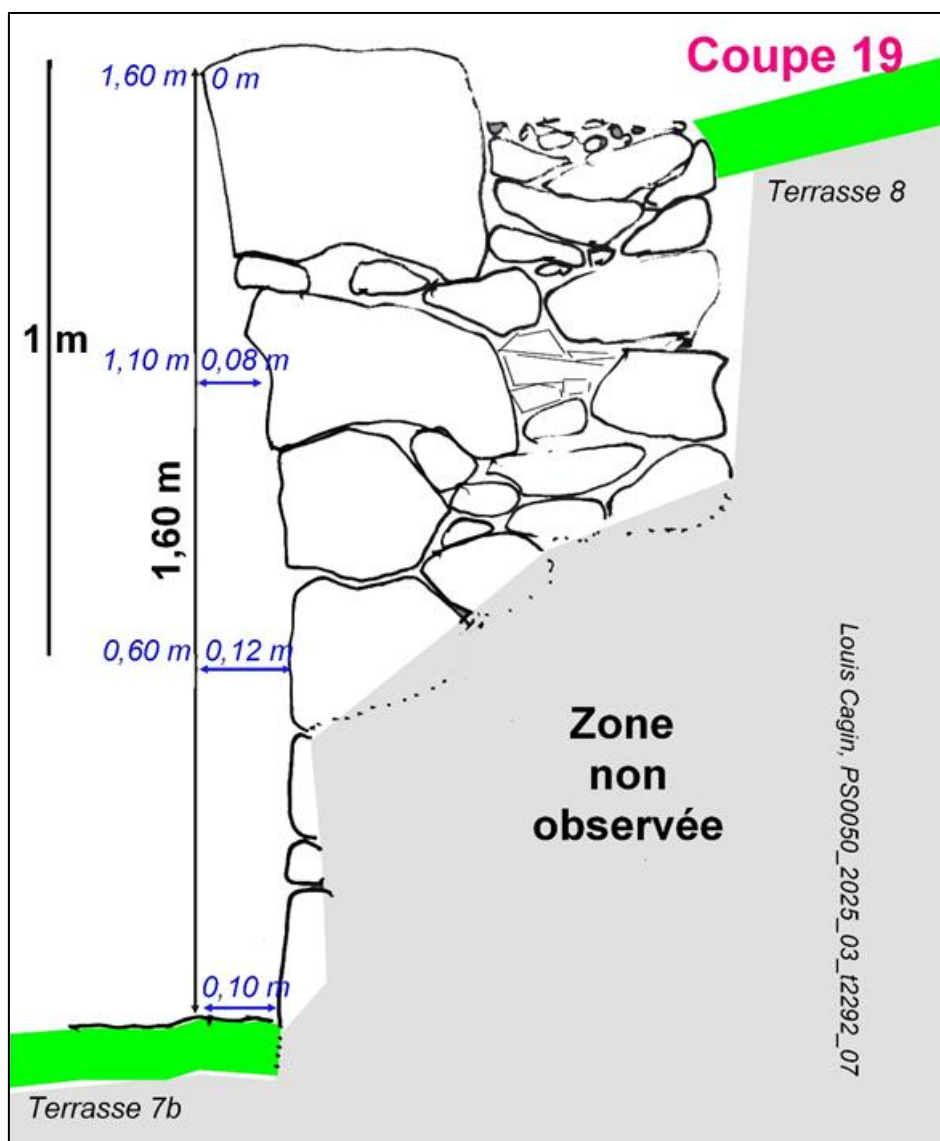 Coupe 19
1,60 m 0 m
Terrasse 8
1 m
1,10 m 0,08 m
1,60 m
0,60 m 0,12 m
Zone
non
observée
Louis Cagin, PS0050_2025_03_t2292_07
0,10 m
Terrasse 7b